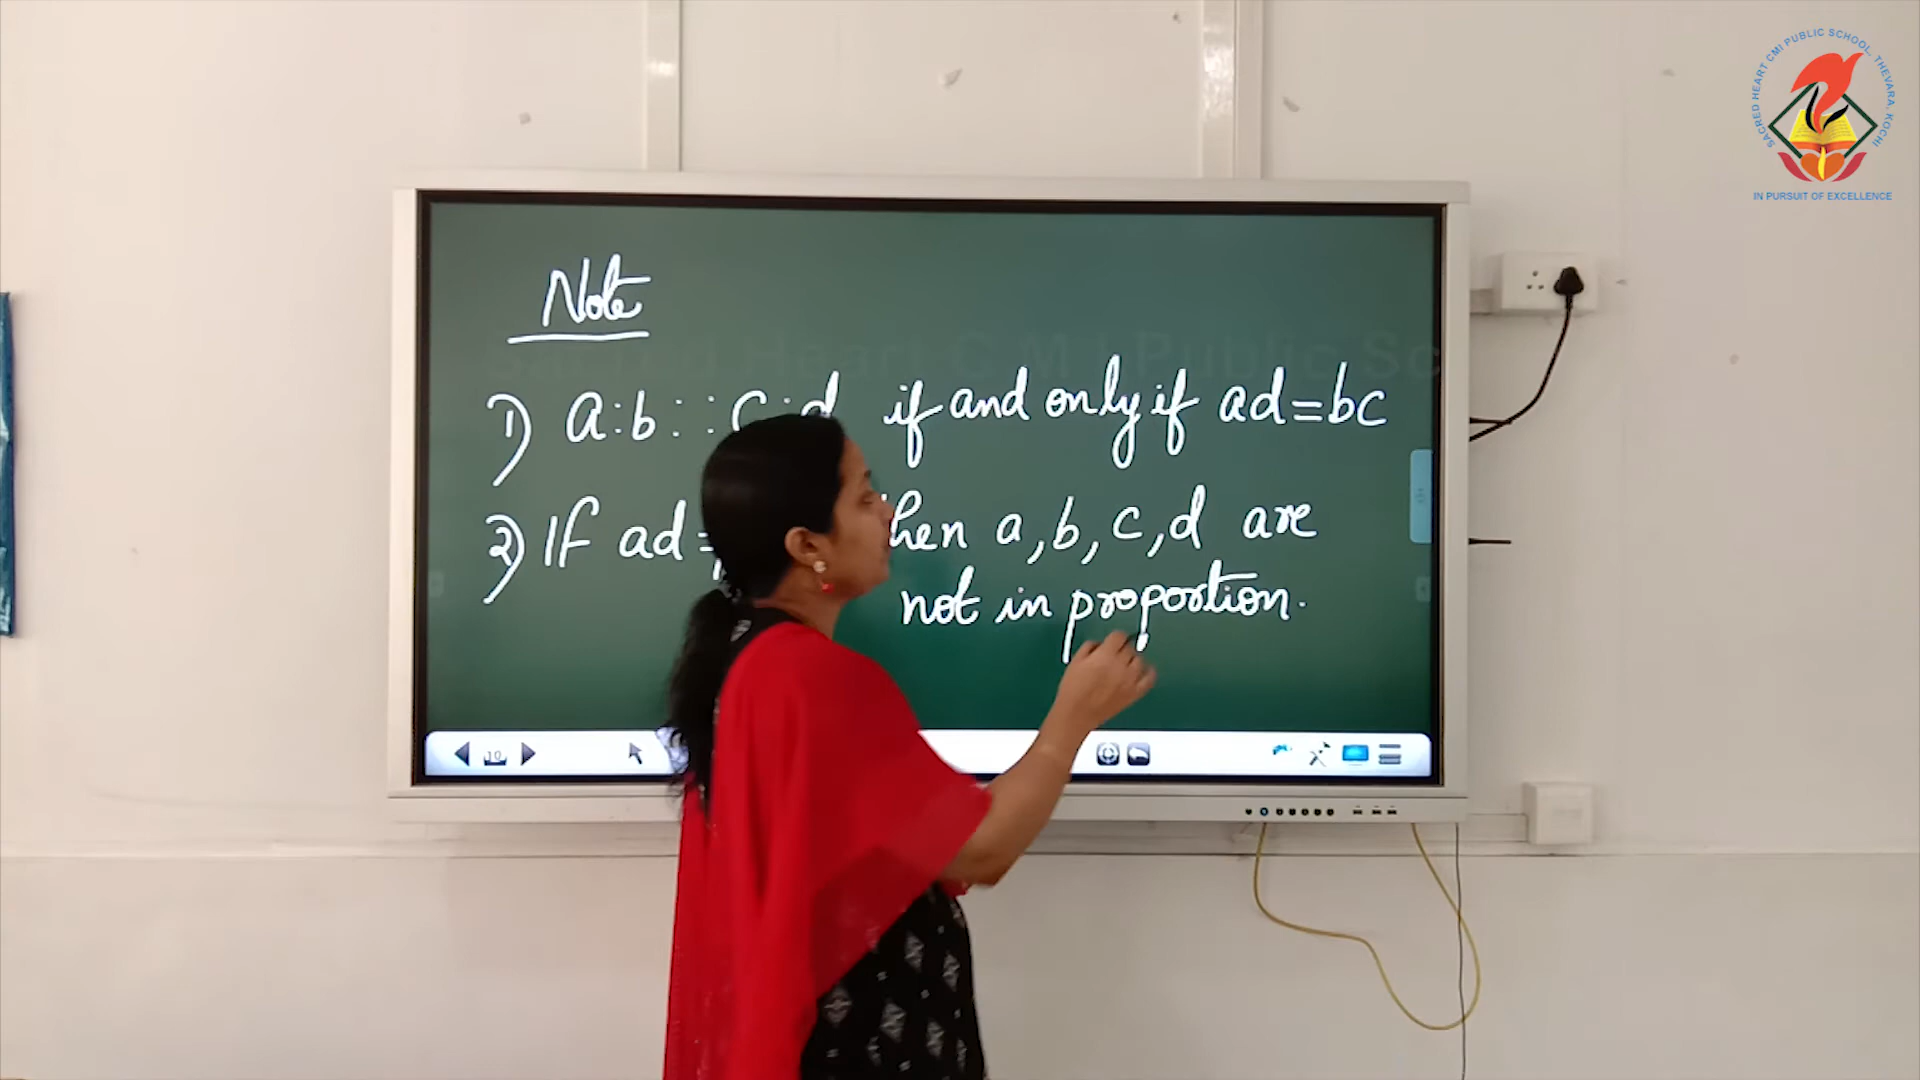 SACRED HEART CMI PUBLIC SCHOOL, THEVARA, KOCHI
IN PURSUIT OF EXCELLENCE
Note
1) a:b::c:d if and only if ad=bc
2) If ad then a,b,c,d are
not in proportion.
10